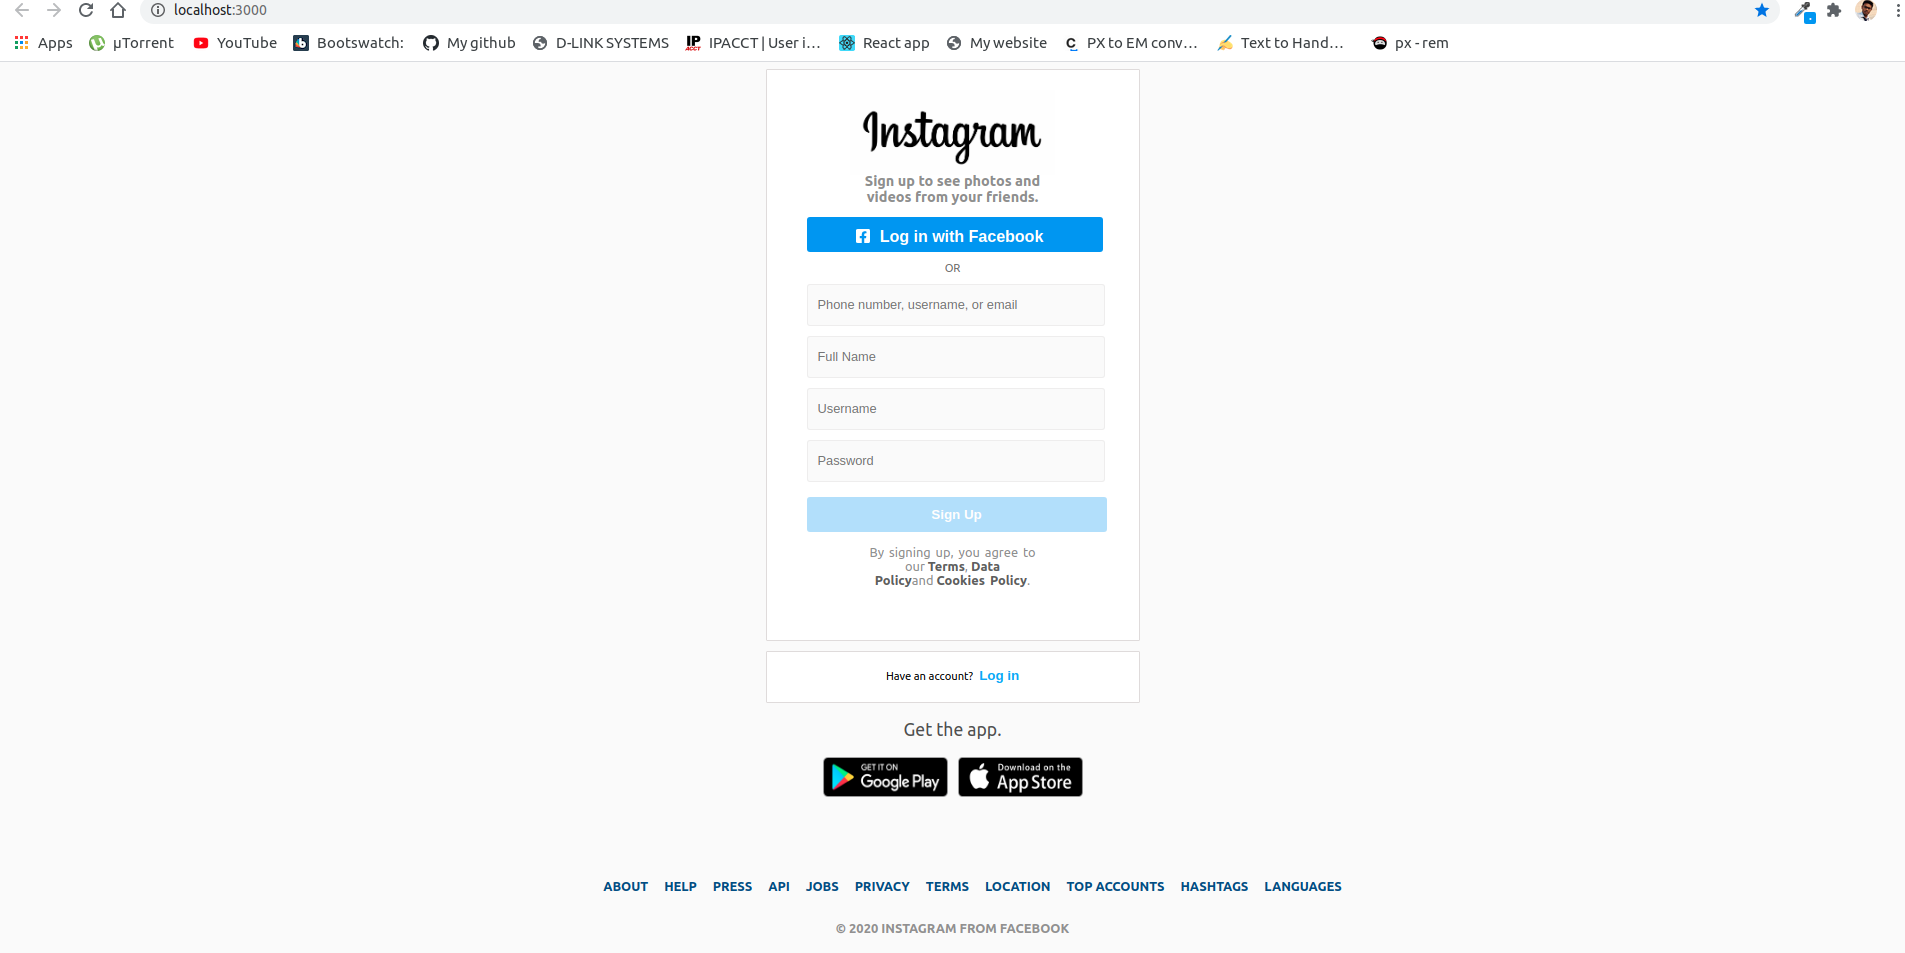 localhost:3000
Apps µTorrent YouTube Bootswatch: My github D-LINK SYSTEMS IPACCT | User i... React app My website PX to EM conv... Text to Hand... px - rem
Instagram
Sign up to see photos and
videos from your friends.
Log in with Facebook
OR
Phone number, username, or email
Full Name
Username
Password
Sign Up
By signing up, you agree to
our Terms, Data
Policyand Cookies Policy.
Have an account? Log in
Get the app.
GET IT ON
Google Play
Download on the
App Store
ABOUT HELP PRESS API JOBS PRIVACY TERMS LOCATION TOP ACCOUNTS HASHTAGS LANGUAGES
© 2020 INSTAGRAM FROM FACEBOOK